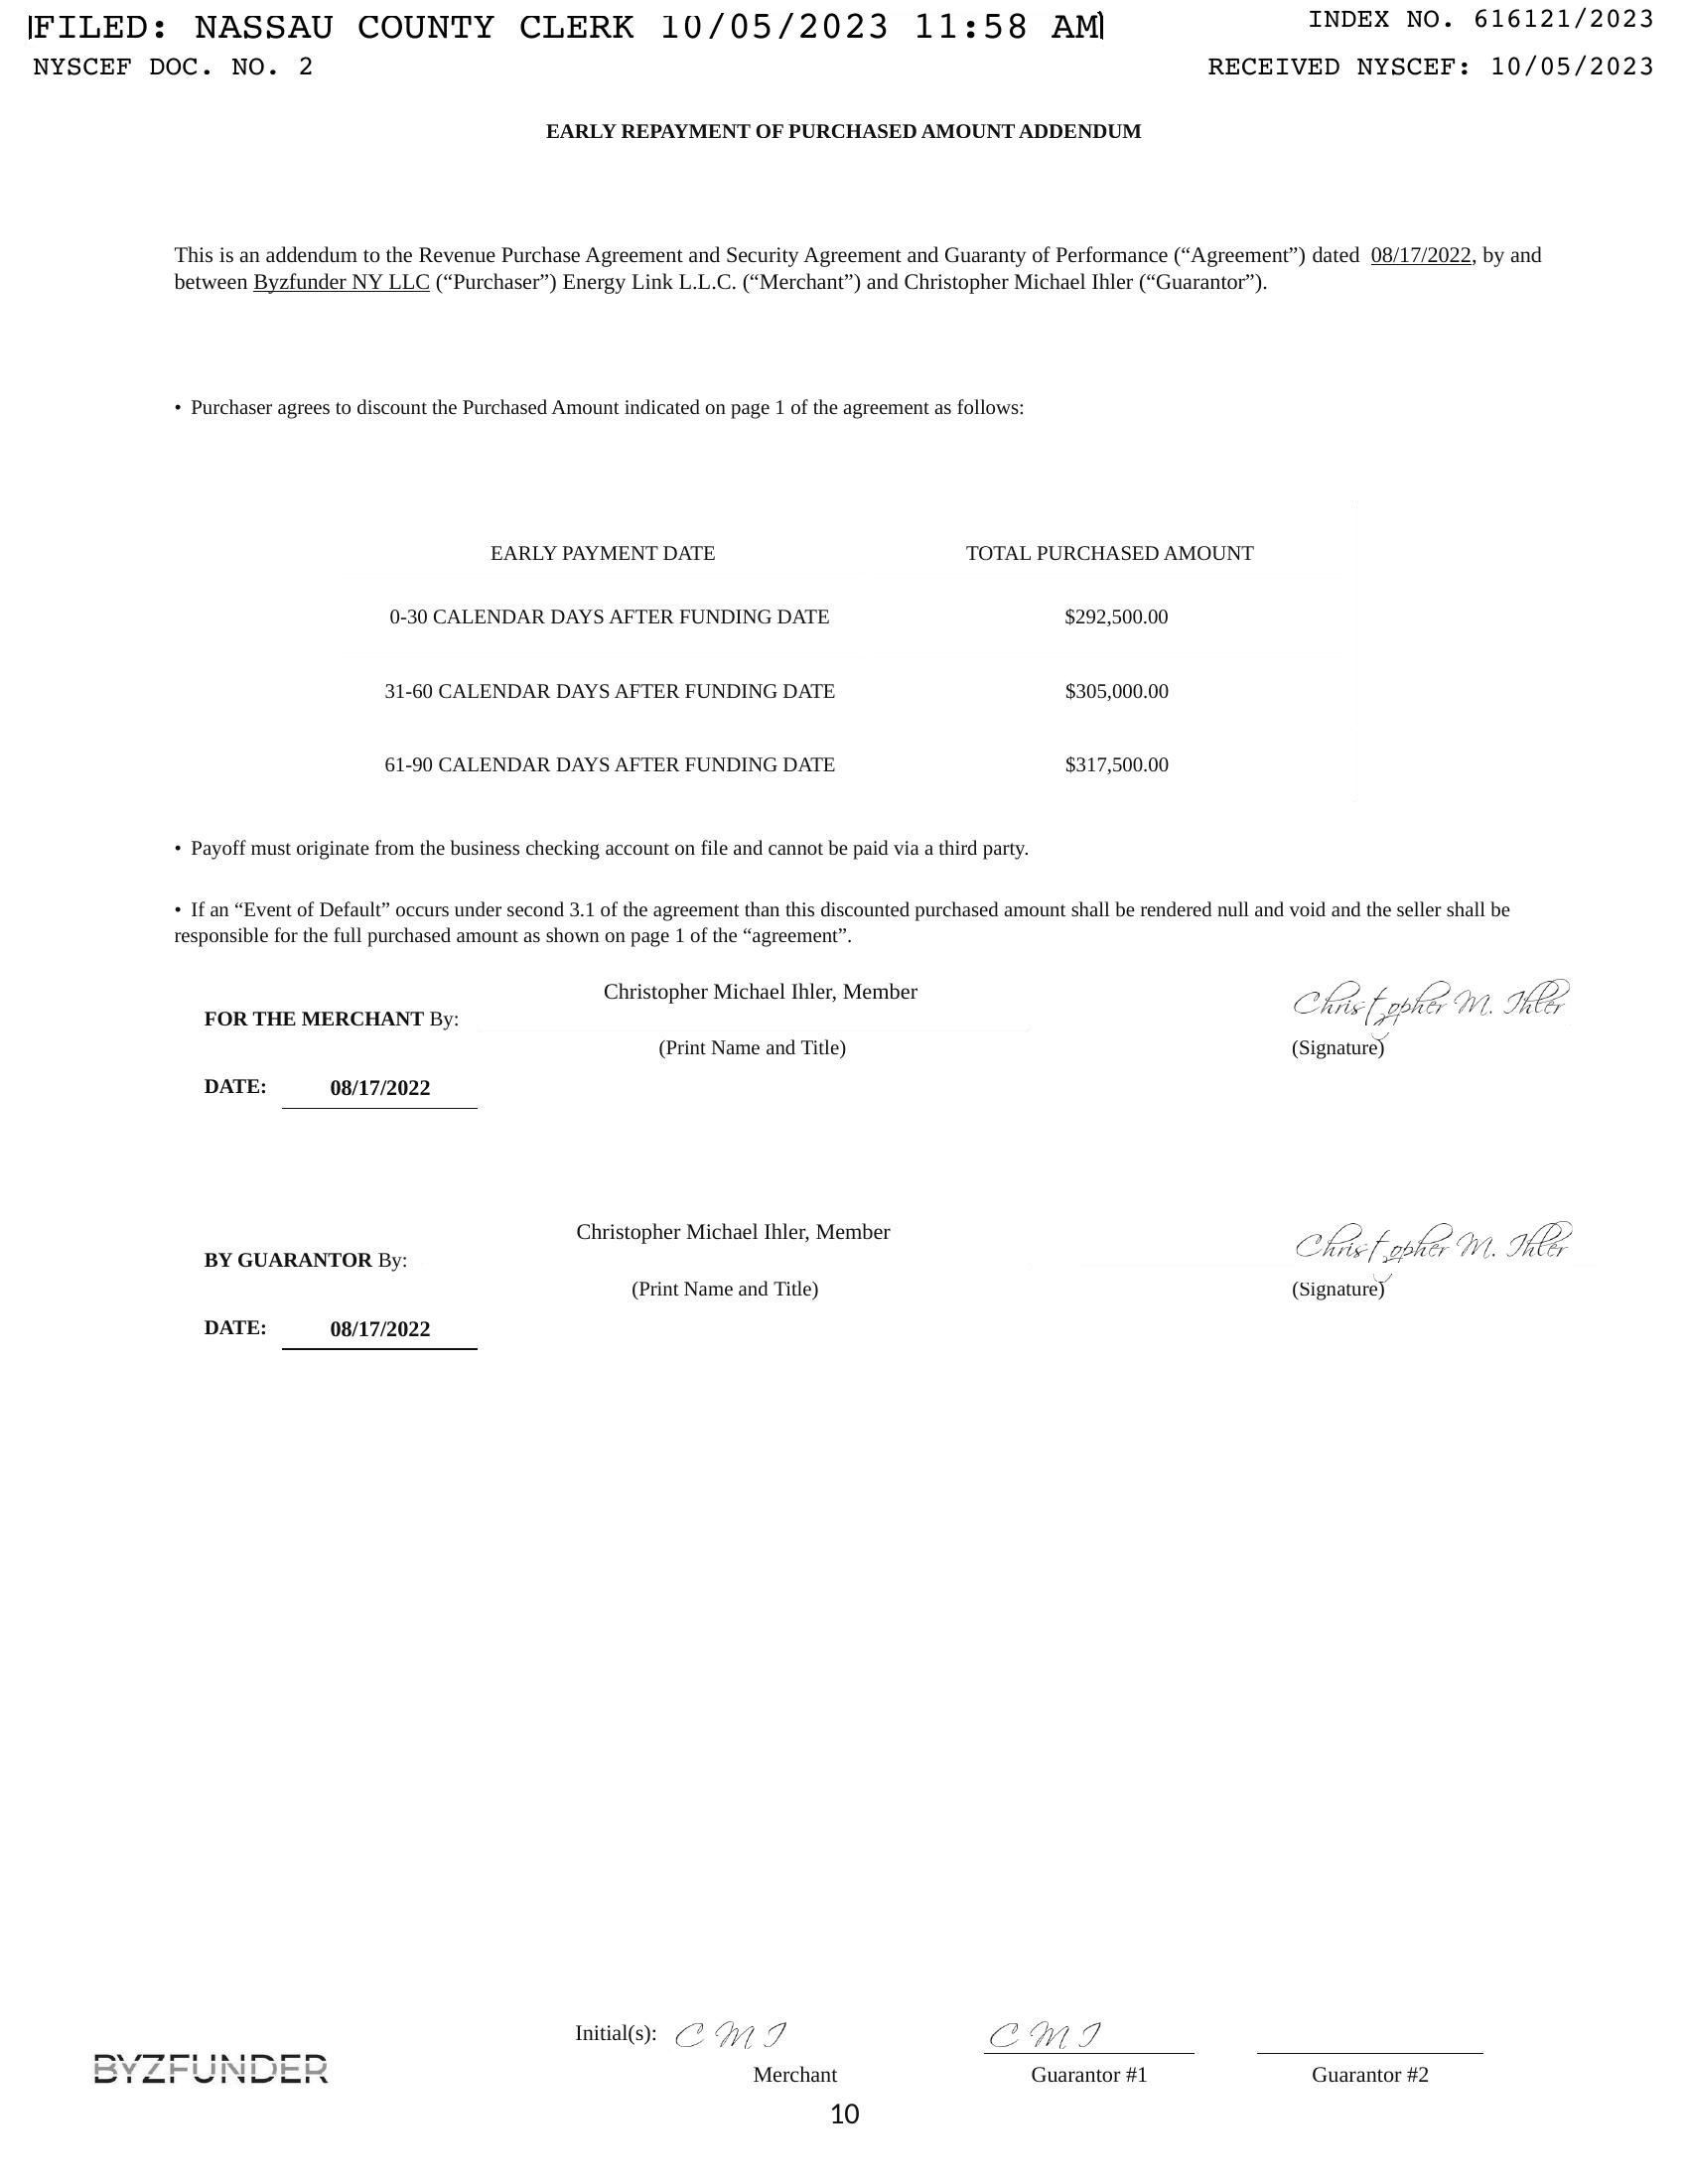 FILED: NASSAU COUNTY CLERK 10/05/2023 11:58 AM
INDEX NO. 616121/2023
NYSCEF DOC. NO. 2
RECEIVED NYSCEF: 10/05/2023
EARLY REPAYMENT OF PURCHASED AMOUNT ADDENDUM
This is an addendum to the Revenue Purchase Agreement and Security Agreement and Guaranty of Performance (“Agreement”) dated 08/17/2022, by and
between Byzfunder NY LLC (“Purchaser”) Energy Link L.L.C. (“Merchant”) and Christopher Michael Ihler (“Guarantor”).
• Purchaser agrees to discount the Purchased Amount indicated on page 1 of the agreement as follows:
EARLY PAYMENT DATE TOTAL PURCHASED AMOUNT
0-30 CALENDAR DAYS AFTER FUNDING DATE $292,500.00
31-60 CALENDAR DAYS AFTER FUNDING DATE $305,000.00
61-90 CALENDAR DAYS AFTER FUNDING DATE $317,500.00
• Payoff must originate from the business checking account on file and cannot be paid via a third party.
• If an “Event of Default” occurs under second 3.1 of the agreement than this discounted purchased amount shall be rendered null and void and the seller shall be
responsible for the full purchased amount as shown on page 1 of the “agreement”.
Christopher Michael Ihler, Member Christopher M. Ihler
FOR THE MERCHANT By:
(Print Name and Title) (Signature)
DATE: 08/17/2022
Christopher Michael Ihler, Member Christopher M. Ihler
BY GUARANTOR By:
(Print Name and Title) (Signature)
DATE: 08/17/2022
Initial(s): C M I C M I
BYZFUNDER
Merchant Guarantor #1 Guarantor #2
10